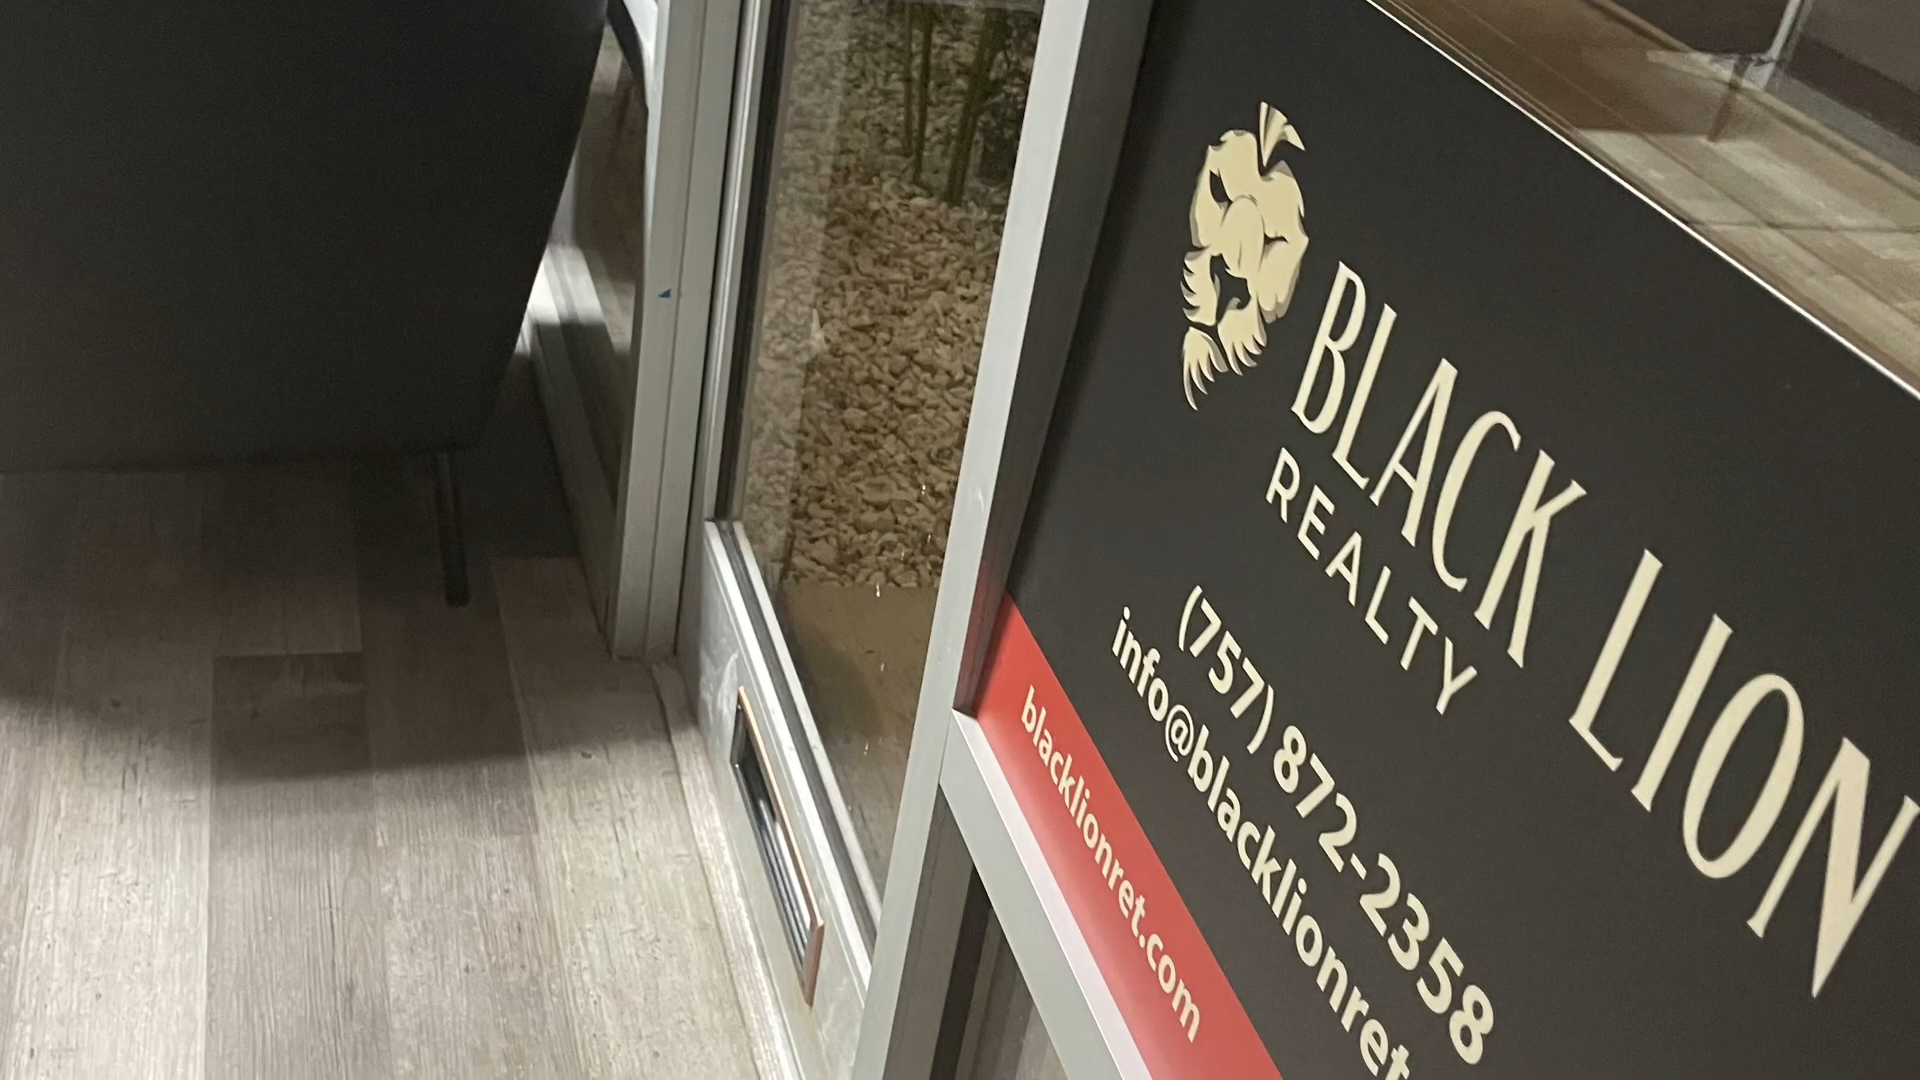 BLACK LION
REALTY
(757) 872-2358
info@blacklionret
blacklionret.com